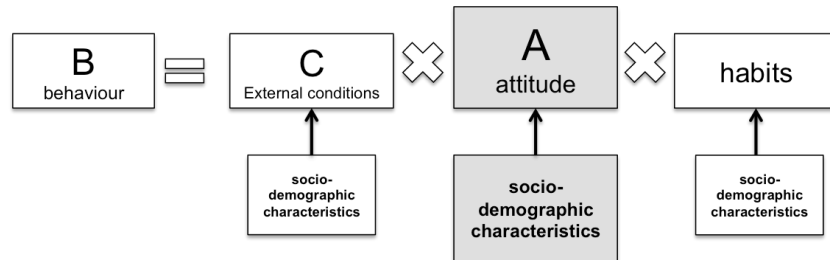 B
behaviour
=
C
External conditions
A
attitude
habits
socio-
demographic
characteristics
socio-
demographic
characteristics
socio-
demographic
characteristics